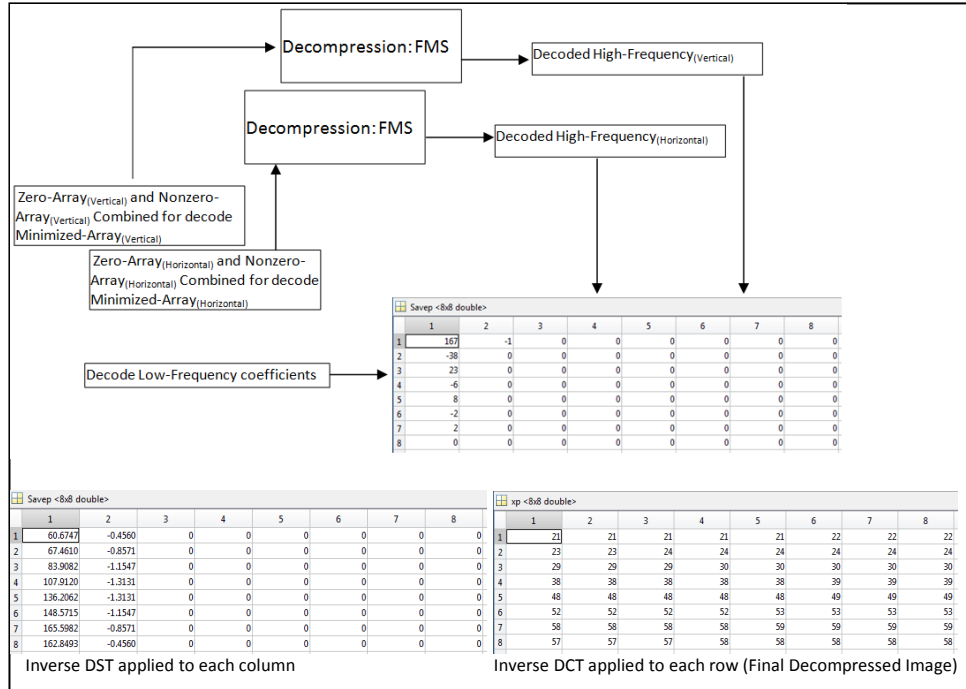 Decompression: FMS
Decoded High-Frequency(Vertical)
Decompression: FMS
Decoded High-Frequency(Horizontal)
Zero-Array(Vertical) and Nonzero-
Array(Vertical) Combined for decode
Minimized-Array(Vertical)
Zero-Array(Horizontal) and Nonzero-
Array(Horizontal) Combined for decode
Minimized-Array(Horizontal)
Decode Low-Frequency coefficients
Savep <8x8 double>
1 2 3 4 5 6 7 8
1 167 -1 0 0 0 0 0 0
2 -38 0 0 0 0 0 0 0
3 23 0 0 0 0 0 0 0
4 -6 0 0 0 0 0 0 0
5 8 0 0 0 0 0 0 0
6 -2 0 0 0 0 0 0 0
7 2 0 0 0 0 0 0 0
8 0 0 0 0 0 0 0 0
Savep <8x8 double>
1 2 3 4 5 6 7 8
1 60.6747 -0.4560 0 0 0 0 0 0
2 67.4610 -0.8571 0 0 0 0 0 0
3 83.9082 -1.1547 0 0 0 0 0 0
4 107.9120 -1.3131 0 0 0 0 0 0
5 136.2062 -1.3131 0 0 0 0 0 0
6 148.5715 -1.1547 0 0 0 0 0 0
7 165.5982 -0.8571 0 0 0 0 0 0
8 162.8493 -0.4560 0 0 0 0 0 0
Inverse DST applied to each column
xp <8x8 double>
1 2 3 4 5 6 7 8
1 21 21 21 21 21 22 22 22
2 23 23 24 24 24 24 24 24
3 29 29 29 30 30 30 30 30
4 38 38 38 38 38 39 39 39
5 48 48 48 48 48 49 49 49
6 52 52 52 52 53 53 53 53
7 58 58 58 58 59 59 59 59
8 57 57 57 57 58 58 58 58
Inverse DCT applied to each row (Final Decompressed Image)